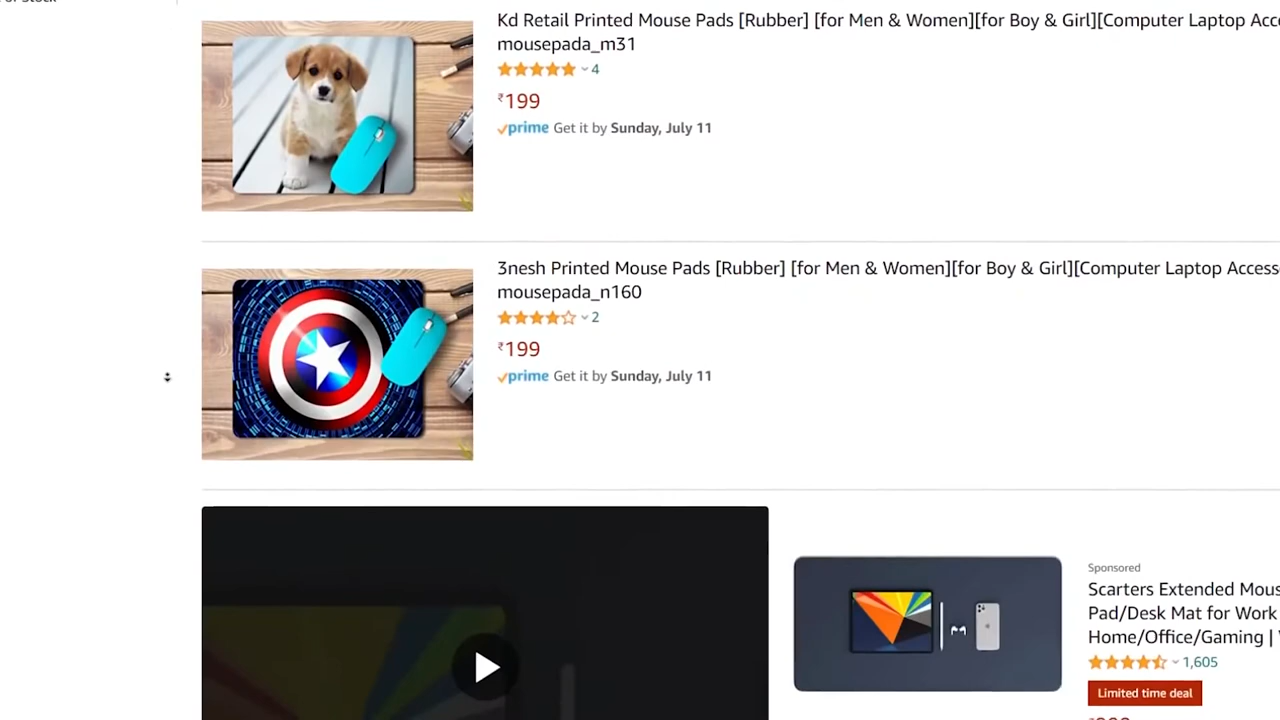 Kd Retail Printed Mouse Pads [Rubber] [for Men & Women][for Boy & Girl][Computer Laptop Acce
mousepada_m31
4
₹199
prime Get it by Sunday, July 11
3nesh Printed Mouse Pads [Rubber] [for Men & Women][for Boy & Girl][Computer Laptop Access
mousepada_n160
2
₹199
prime Get it by Sunday, July 11
Sponsored
Scarters Extended Mous
Pad/Desk Mat for Work
Home/Office/Gaming |
1,605
Limited time deal